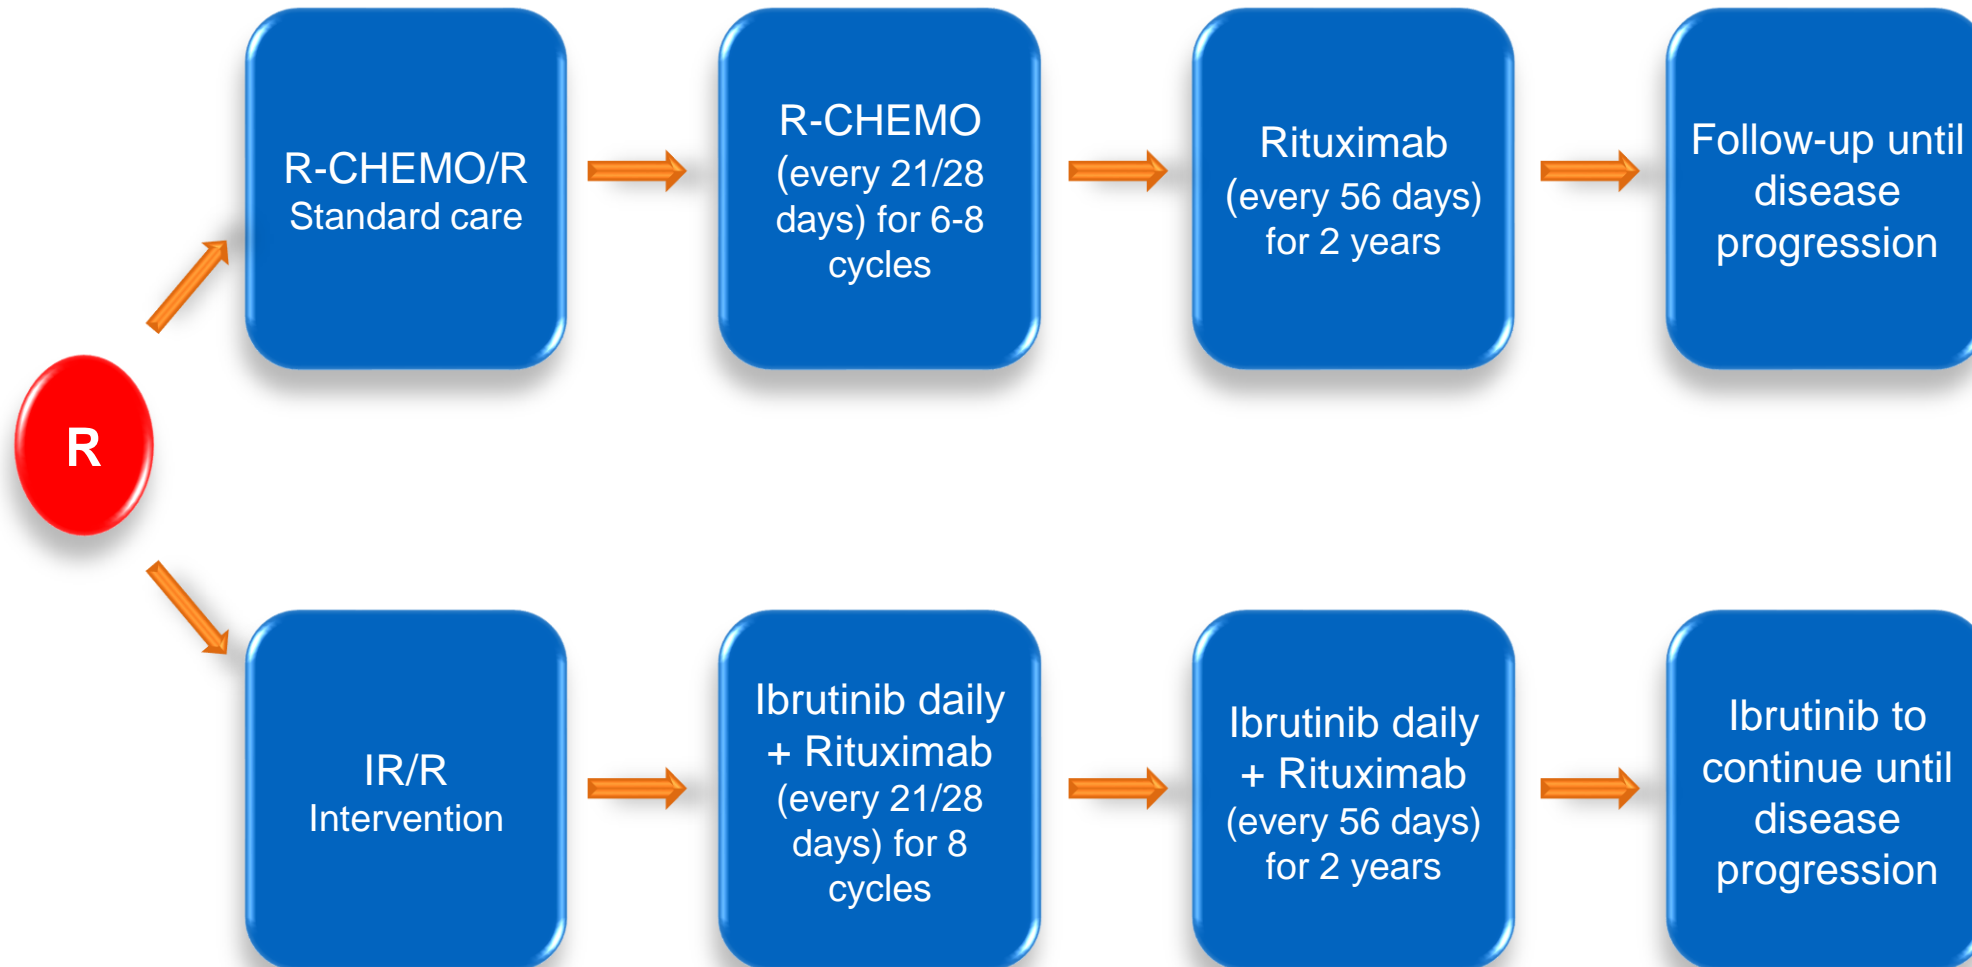 R-CHEMO/R
Standard care
R-CHEMO
(every 21/28
days) for 6-8
cycles
Rituximab
(every 56 days)
for 2 years
Follow-up until
disease
progression
R
IR/R
Intervention
Ibrutinib daily
+ Rituximab
(every 21/28
days) for 8
cycles
Ibrutinib daily
+ Rituximab
(every 56 days)
for 2 years
Ibrutinib to
continue until
disease
progression